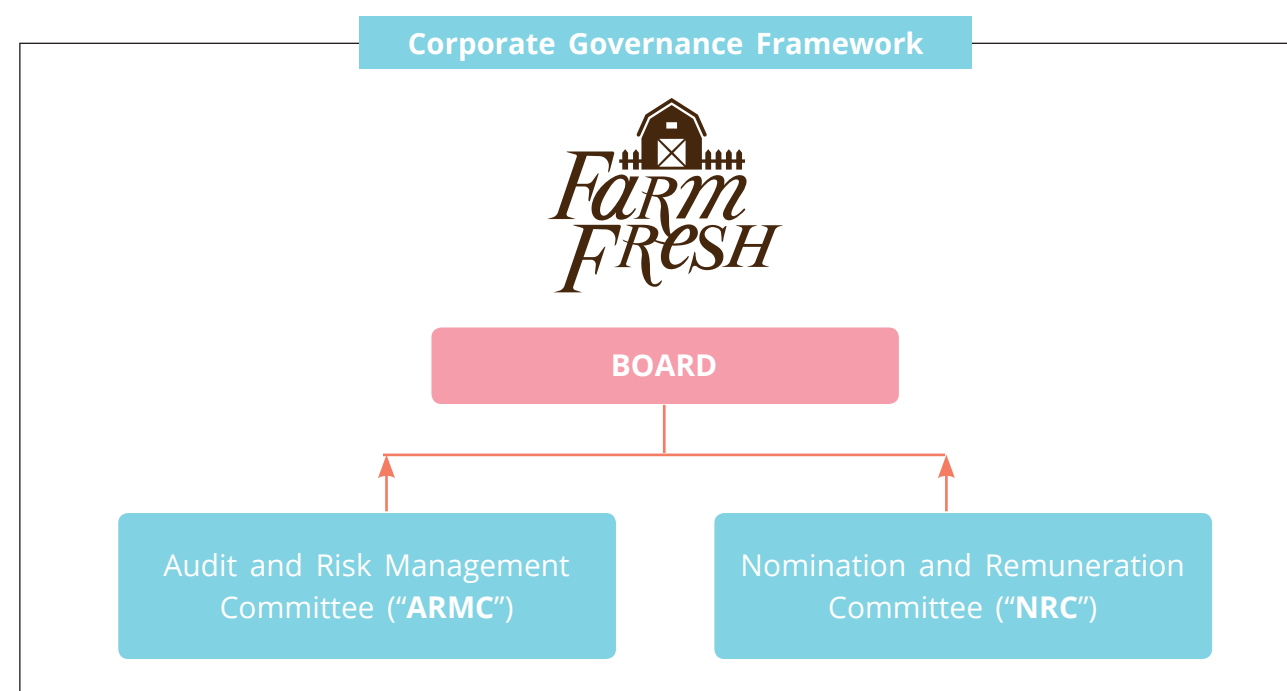 Corporate Governance Framework
FaRm
FReSH
BOARD
Audit and Risk Management
Committee (“ARMC”)
Nomination and Remuneration
Committee (“NRC”)